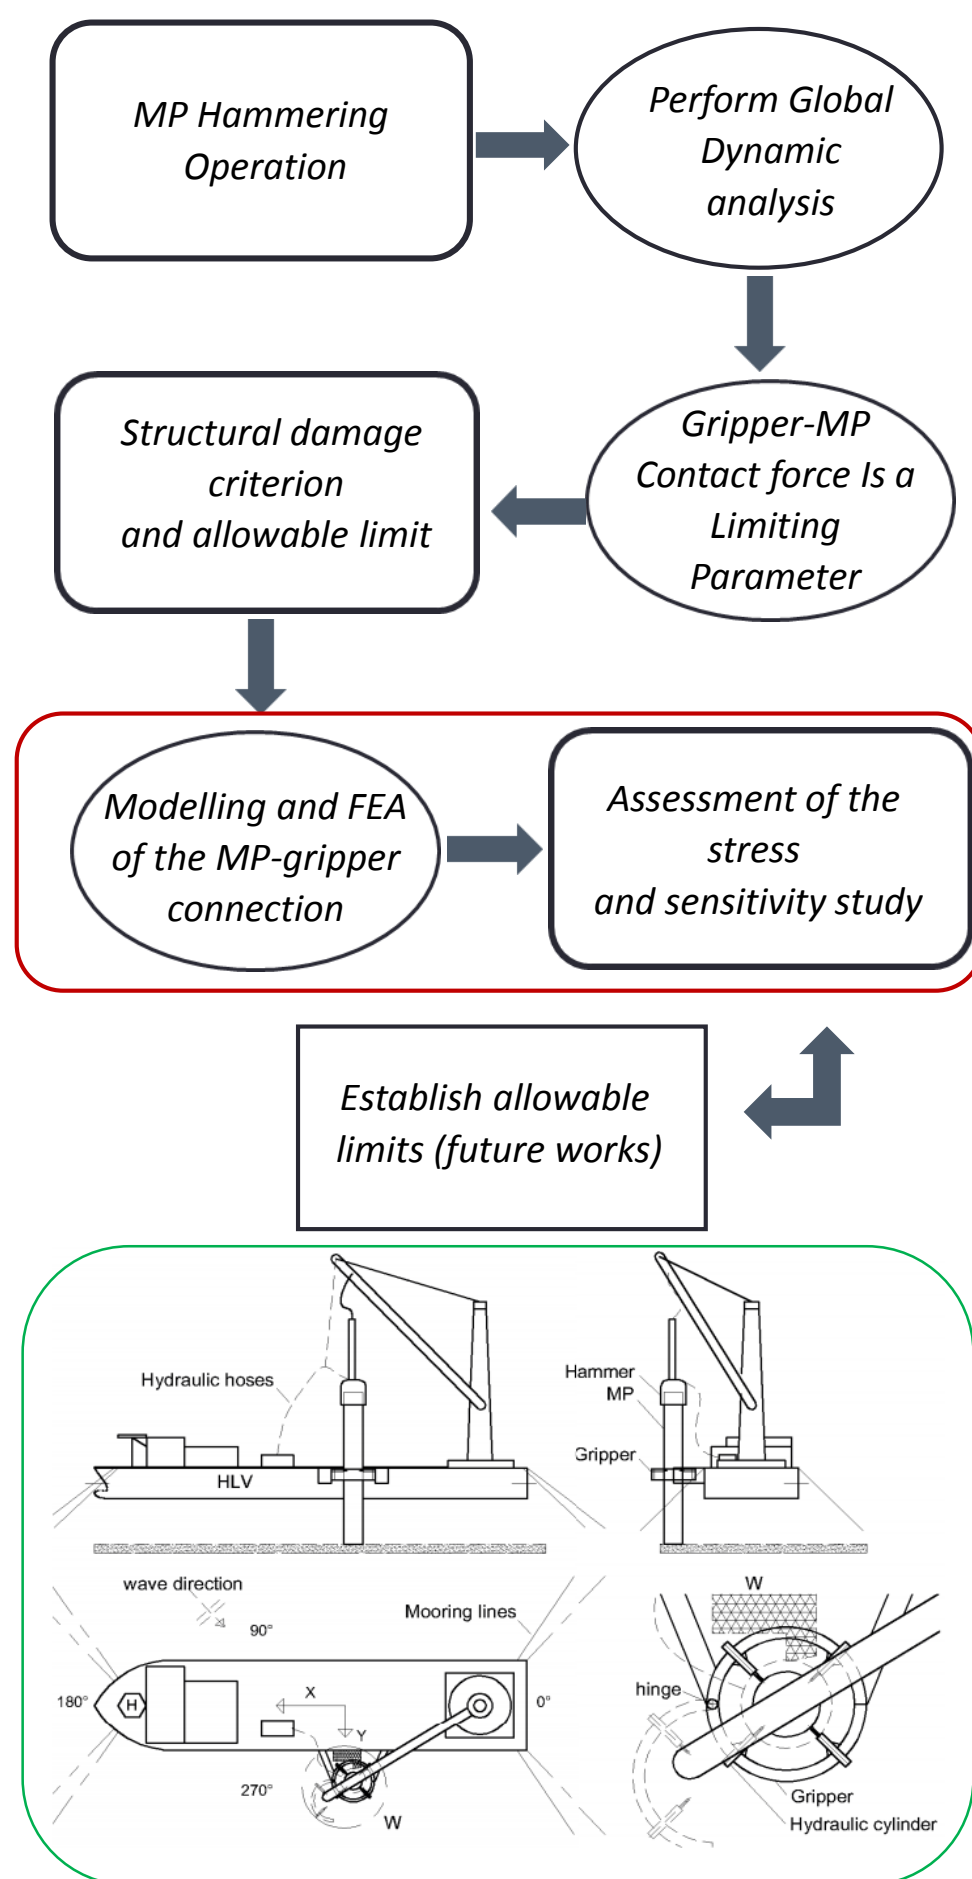 MP Hammering
Operation
Perform Global
Dynamic
analysis
Gripper-MP
Contact force Is a
Limiting
Parameter
Structural damage
criterion
and allowable limit
Modelling and FEA
of the MP-gripper
connection
Assessment of the
stress
and sensitivity study
Establish allowable
limits (future works)
Hydraulic hoses
HLV
Hammer
MP
Gripper
wave direction
90°
Mooring lines
180°
H
X
Y
0°
270°
W
W
hinge
Gripper
Hydraulic cylinder